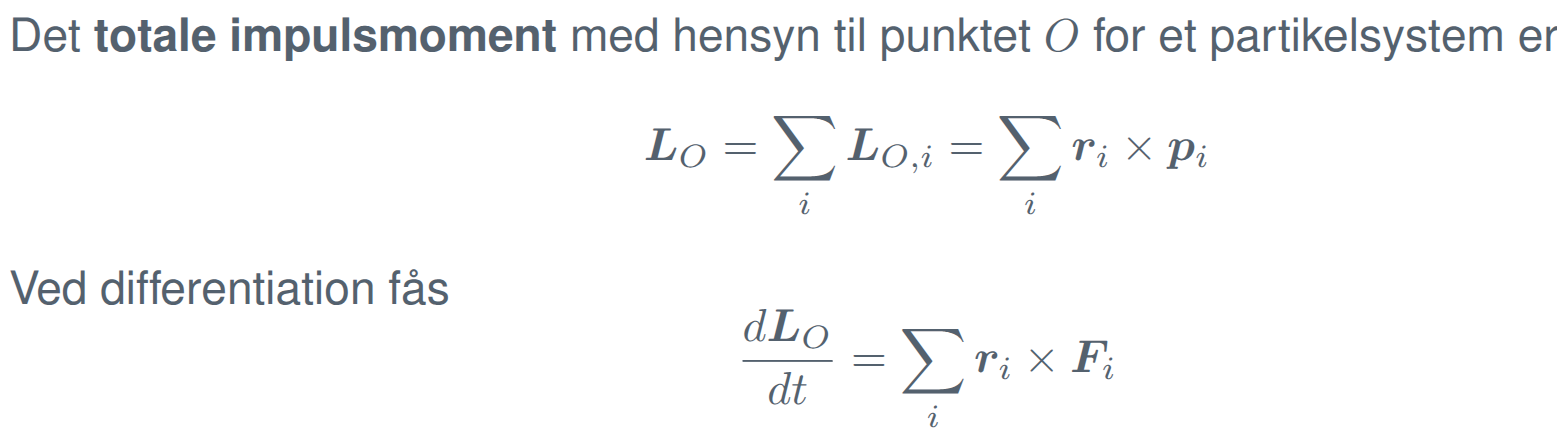 Det totale impulsmoment med hensyn til punktet O for et partikelsystem er
L_O = ∑_i L_{O,i} = ∑_i r_i × p_i
Ved differentiation fås
dL_O/dt = ∑_i r_i × F_i